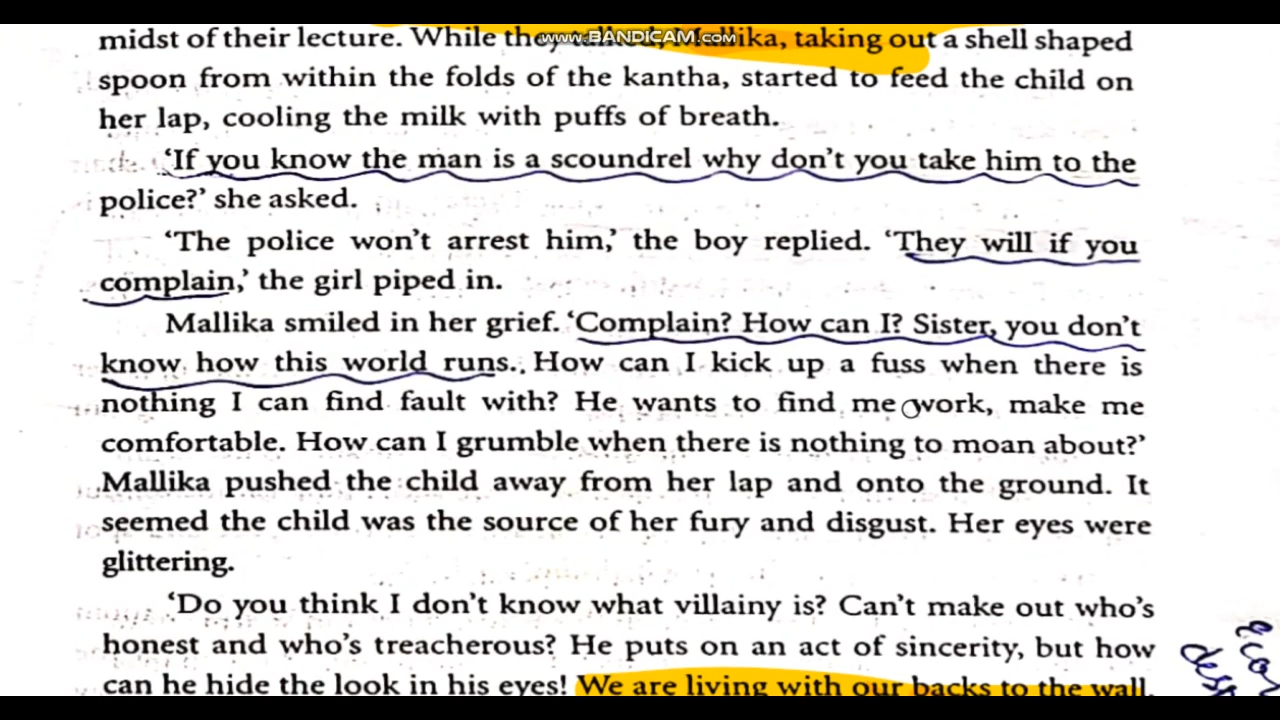 www.BANDICAM.com
midst of their lecture. While they Mallika, taking out a shell shaped
spoon from within the folds of the kantha, started to feed the child on
her lap, cooling the milk with puffs of breath.
‘If you know the man is a scoundrel why don’t you take him to the
police?’ she asked.
‘The police won’t arrest him,’ the boy replied. ‘They will if you
complain,’ the girl piped in.
Mallika smiled in her grief. ‘Complain? How can I? Sister, you don’t
know how this world runs. How can I kick up a fuss when there is
nothing I can find fault with? He wants to find me work, make me
comfortable. How can I grumble when there is nothing to moan about?’
Mallika pushed the child away from her lap and onto the ground. It
seemed the child was the source of her fury and disgust. Her eyes were
glittering.
‘Do you think I don’t know what villainy is? Can’t make out who’s
honest and who’s treacherous? He puts on an act of sincerity, but how
can he hide the look in his eyes! We are living with our backs to the wall.